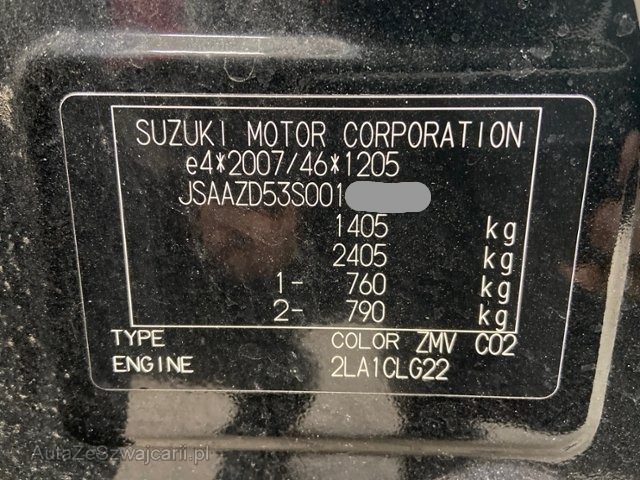 SUZUKI MOTOR CORPORATION
e4*2007/46*1205
JSAAZD53S001
1405 kg
2405 kg
1- 760 kg
2- 790 kg
TYPE COLOR ZMV CO2
ENGINE 2LA1CLG22
AutaZeSzwajcarii.pl